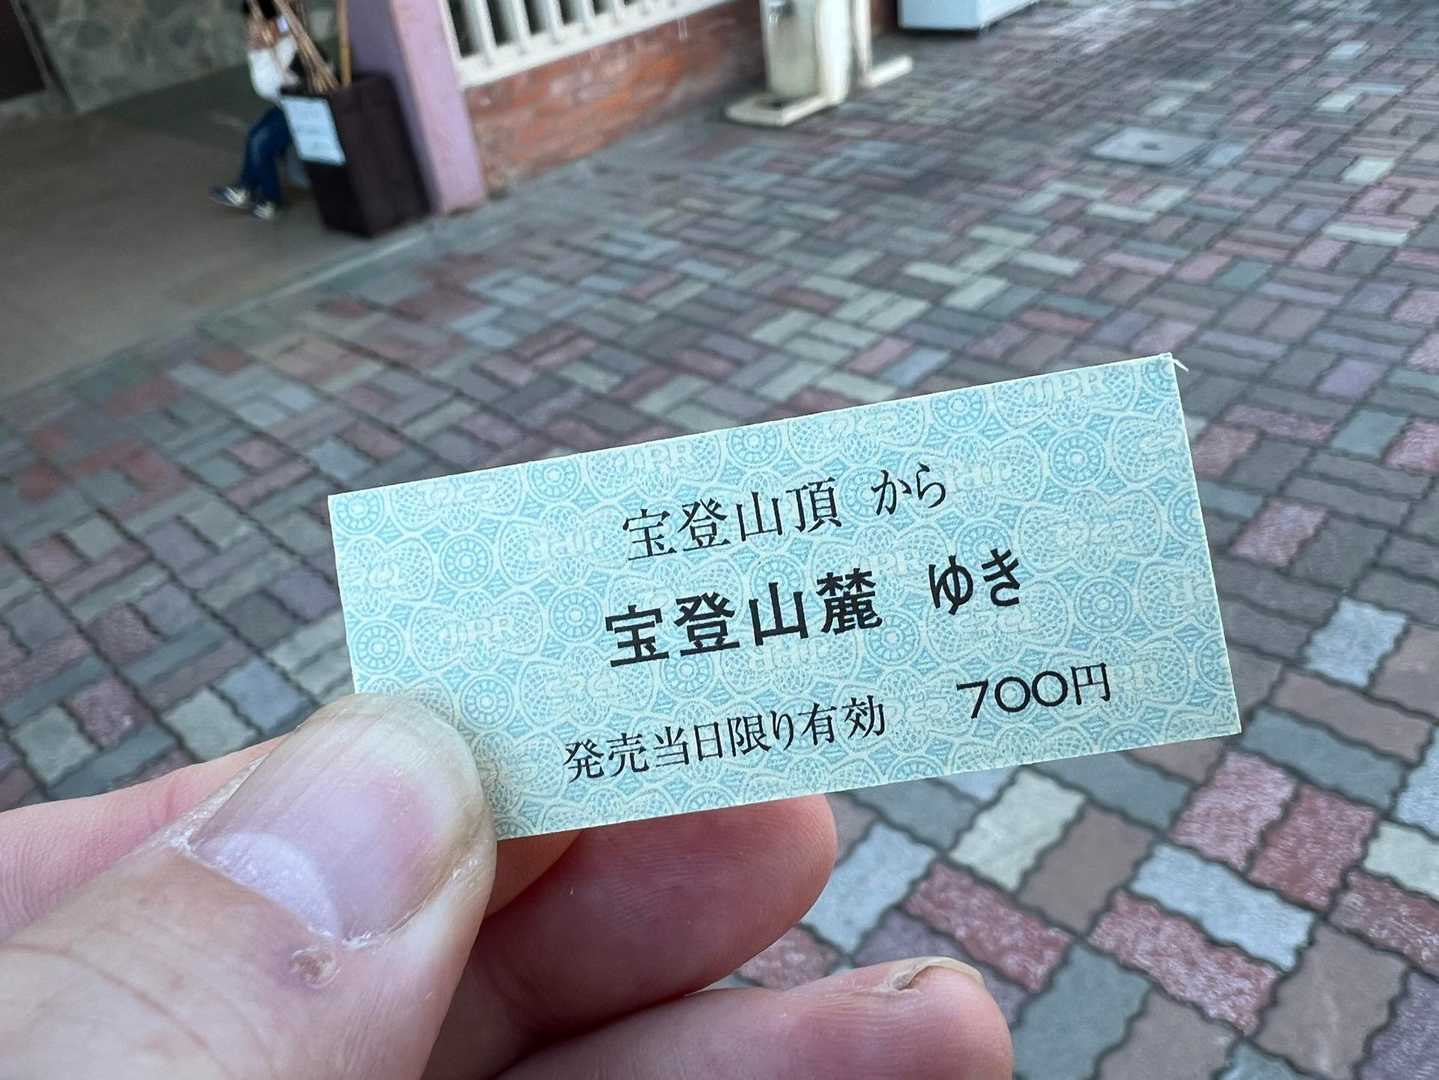 宝登山頂 から
宝登山麓 ゆき
発売当日限り有効 700円